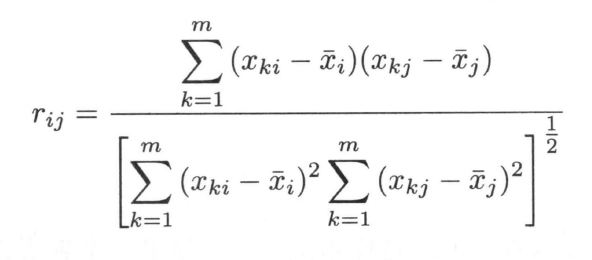 r_{ij} = \frac{\sum_{k=1}^{m} (x_{ki} - \bar{x}_i)(x_{kj} - \bar{x}_j)}{\left[ \sum_{k=1}^{m} (x_{ki} - \bar{x}_i)^2 \sum_{k=1}^{m} (x_{kj} - \bar{x}_j)^2 \right]^{\frac{1}{2}}}